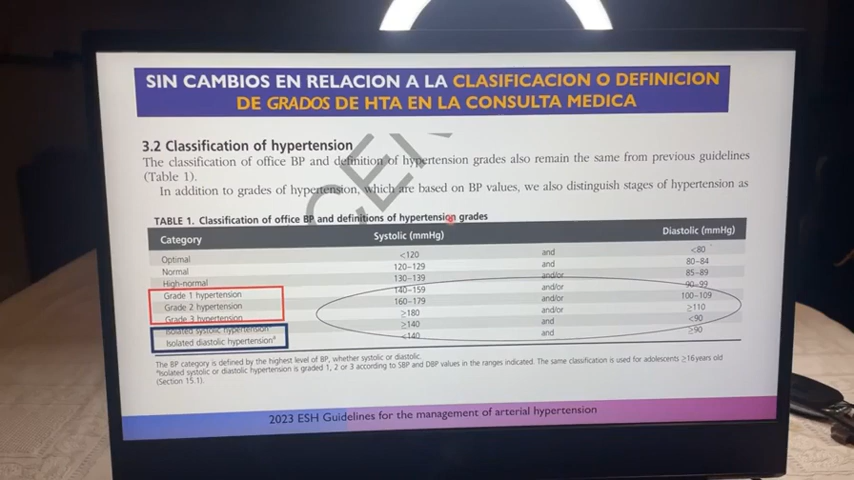 SIN CAMBIOS EN RELACION A LA CLASIFICACION O DEFINICION
DE GRADOS DE HTA EN LA CONSULTA MEDICA
3.2 Classification of hypertension
The classification of office BP and definition of hypertension grades also remain the same from previous guidelines
(Table 1).
In addition to grades of hypertension, which are based on BP values, we also distinguish stages of hypertension as
TABLE 1. Classification of office BP and definitions of hypertension grades
Category Systolic (mmHg) Diastolic (mmHg)
Optimal <120 and <80
Normal 120–129 and 80–84
High-normal 130–139 and/or 85–89
Grade 1 hypertension 140–159 and/or 90–99
Grade 2 hypertension 160–179 and/or 100–109
Grade 3 hypertension ≥180 and/or ≥110
Isolated systolic hypertension ≥140 and <90
Isolated diastolic hypertensionª <140 and ≥90
The BP category is defined by the highest level of BP, whether systolic or diastolic.
ªIsolated systolic or diastolic hypertension is graded 1, 2 or 3 according to SBP and DBP values in the ranges indicated. The same classification is used for adolescents ≥16 years old
(Section 15.1).
2023 ESH Guidelines for the management of arterial hypertension